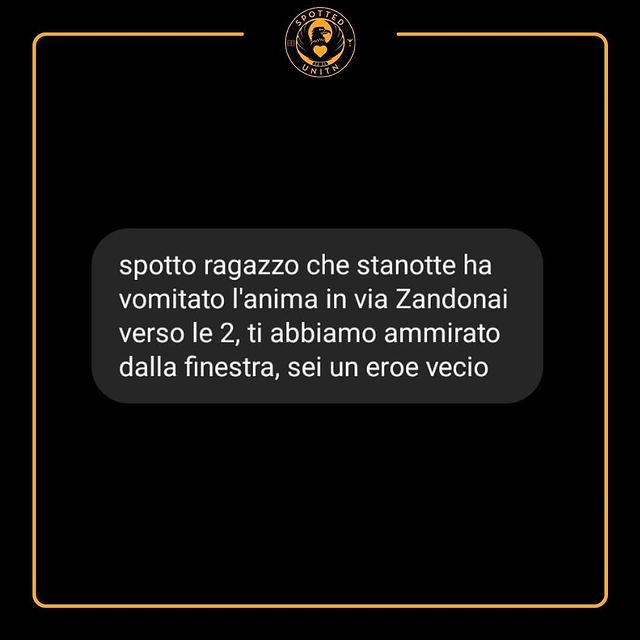 SPOTTED
UNITN
spotto ragazzo che stanotte ha
vomitato l'anima in via Zandonai
verso le 2, ti abbiamo ammirato
dalla finestra, sei un eroe vecio